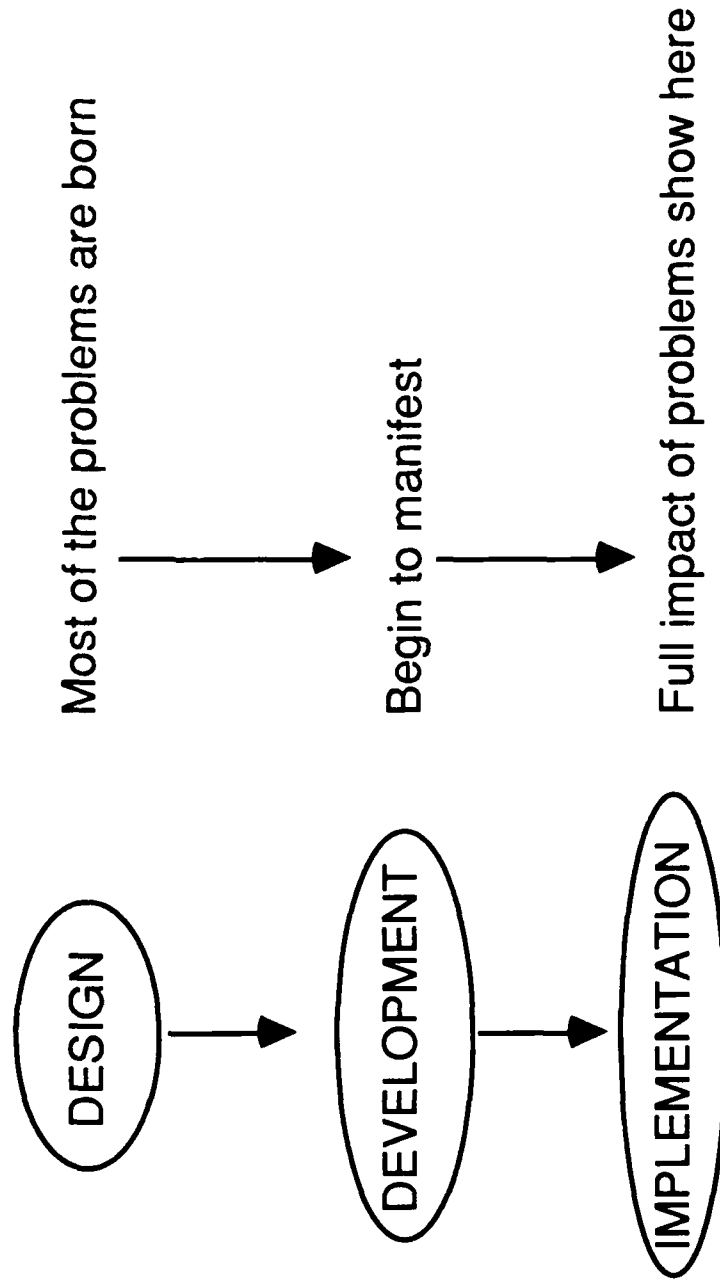 DESIGN
Most of the problems are born
DEVELOPMENT
Begin to manifest
IMPLEMENTATION
Full impact of problems show here